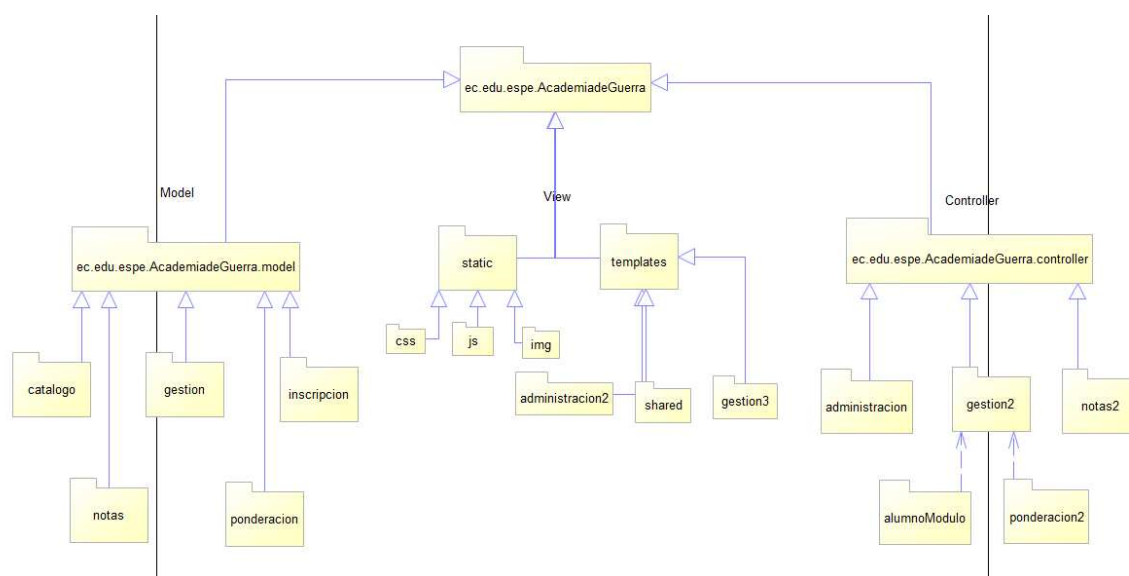 ec.edu.espe.AcademiadeGuerra
Model
View
Controller
ec.edu.espe.AcademiadeGuerra.model
static
templates
ec.edu.espe.AcademiadeGuerra.controller
css
js
img
catalogo
gestion
inscripcion
administracion2
shared
gestion3
administracion
gestion2
notas2
notas
ponderacion
alumnoModulo
ponderacion2